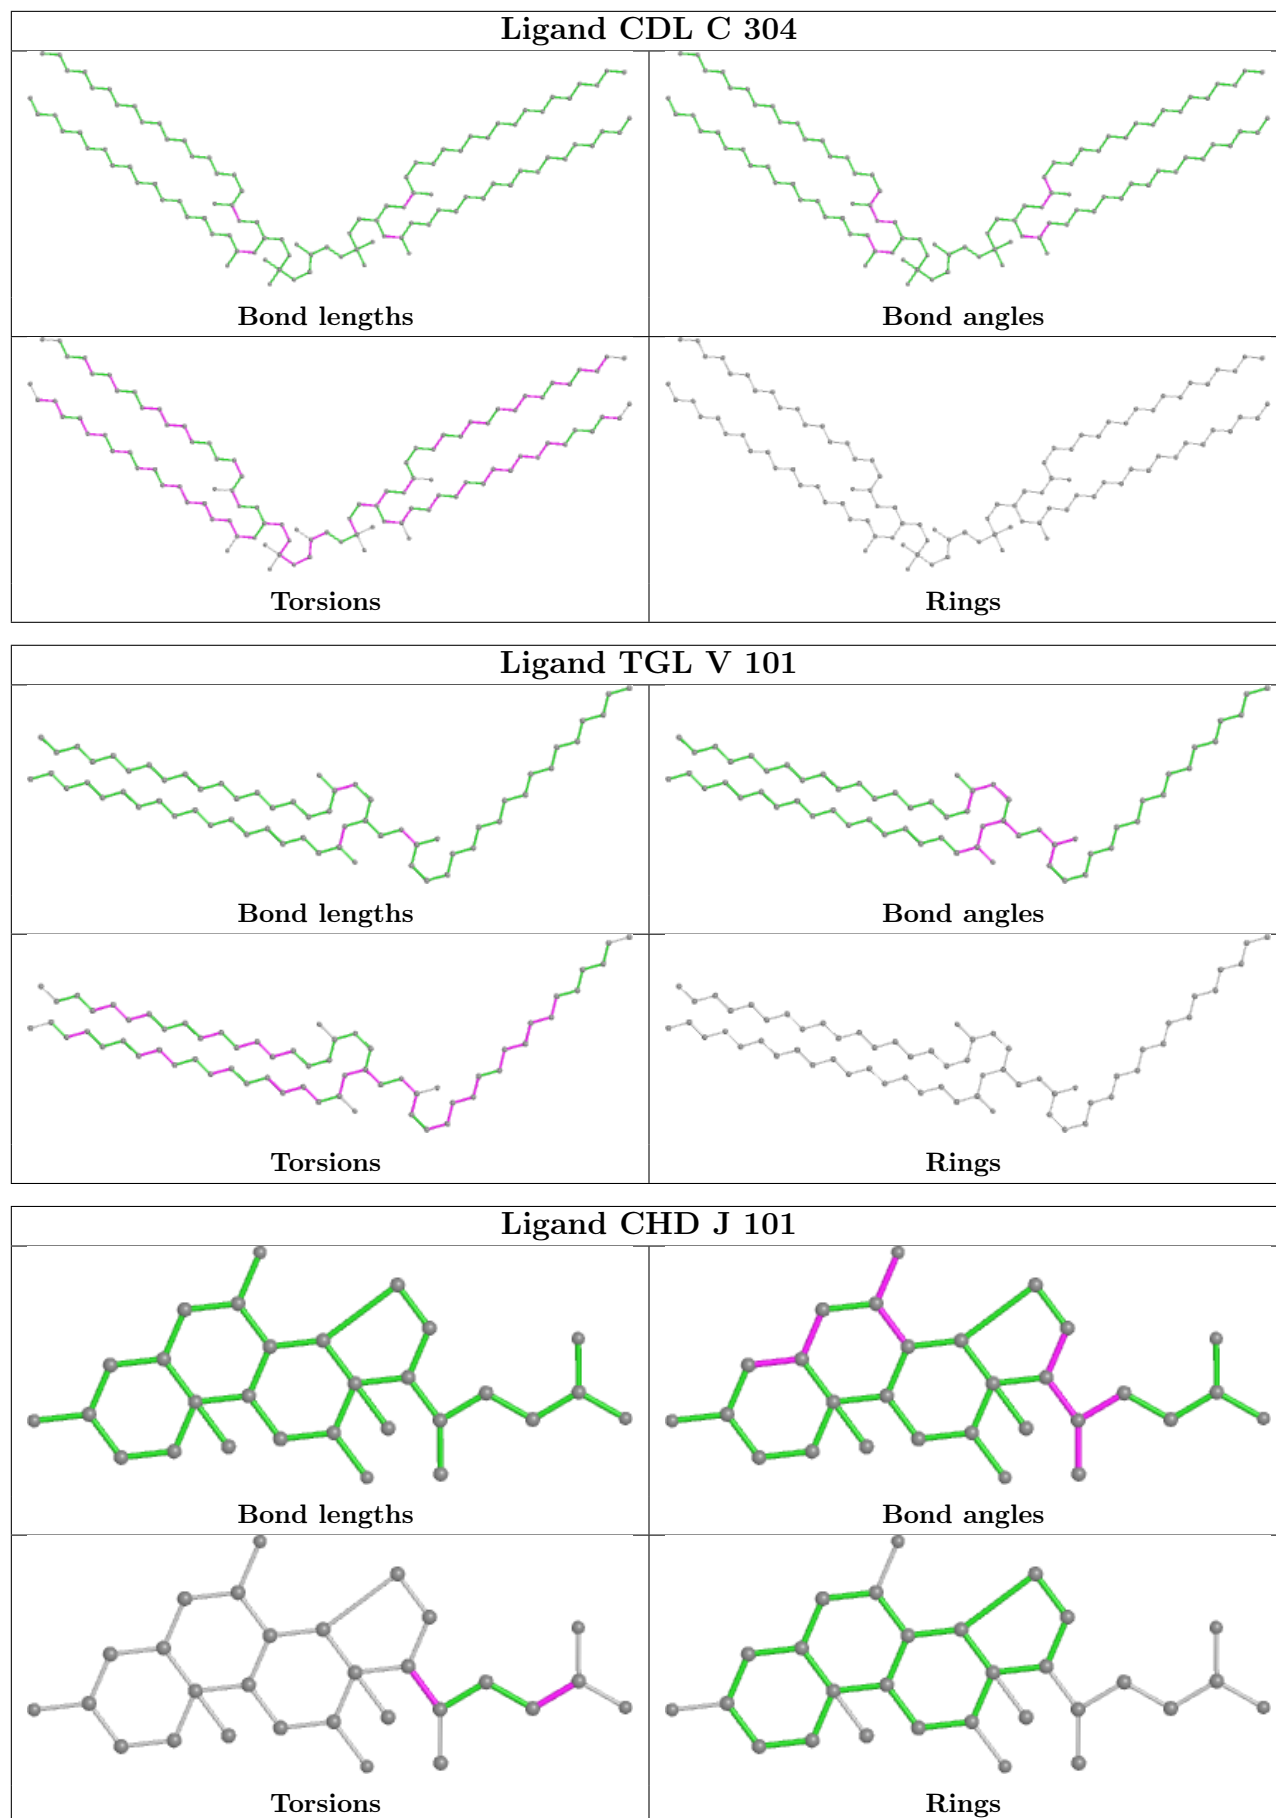 Ligand CDL C 304
Bond lengths
Bond angles
Torsions
Rings
Ligand TGL V 101
Bond lengths
Bond angles
Torsions
Rings
Ligand CHD J 101
Bond lengths
Bond angles
Torsions
Rings